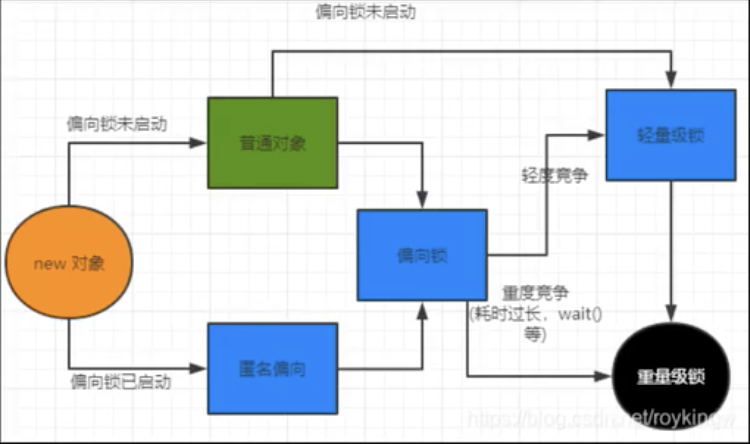 偏向锁未启动
偏向锁未启动
普通对象
轻量级锁
轻度竞争
new 对象
偏向锁
重度竞争
(耗时过长，wait()
等)
匿名偏向
偏向锁已启动
重量级锁
https://blog.csdn.net/roykingw